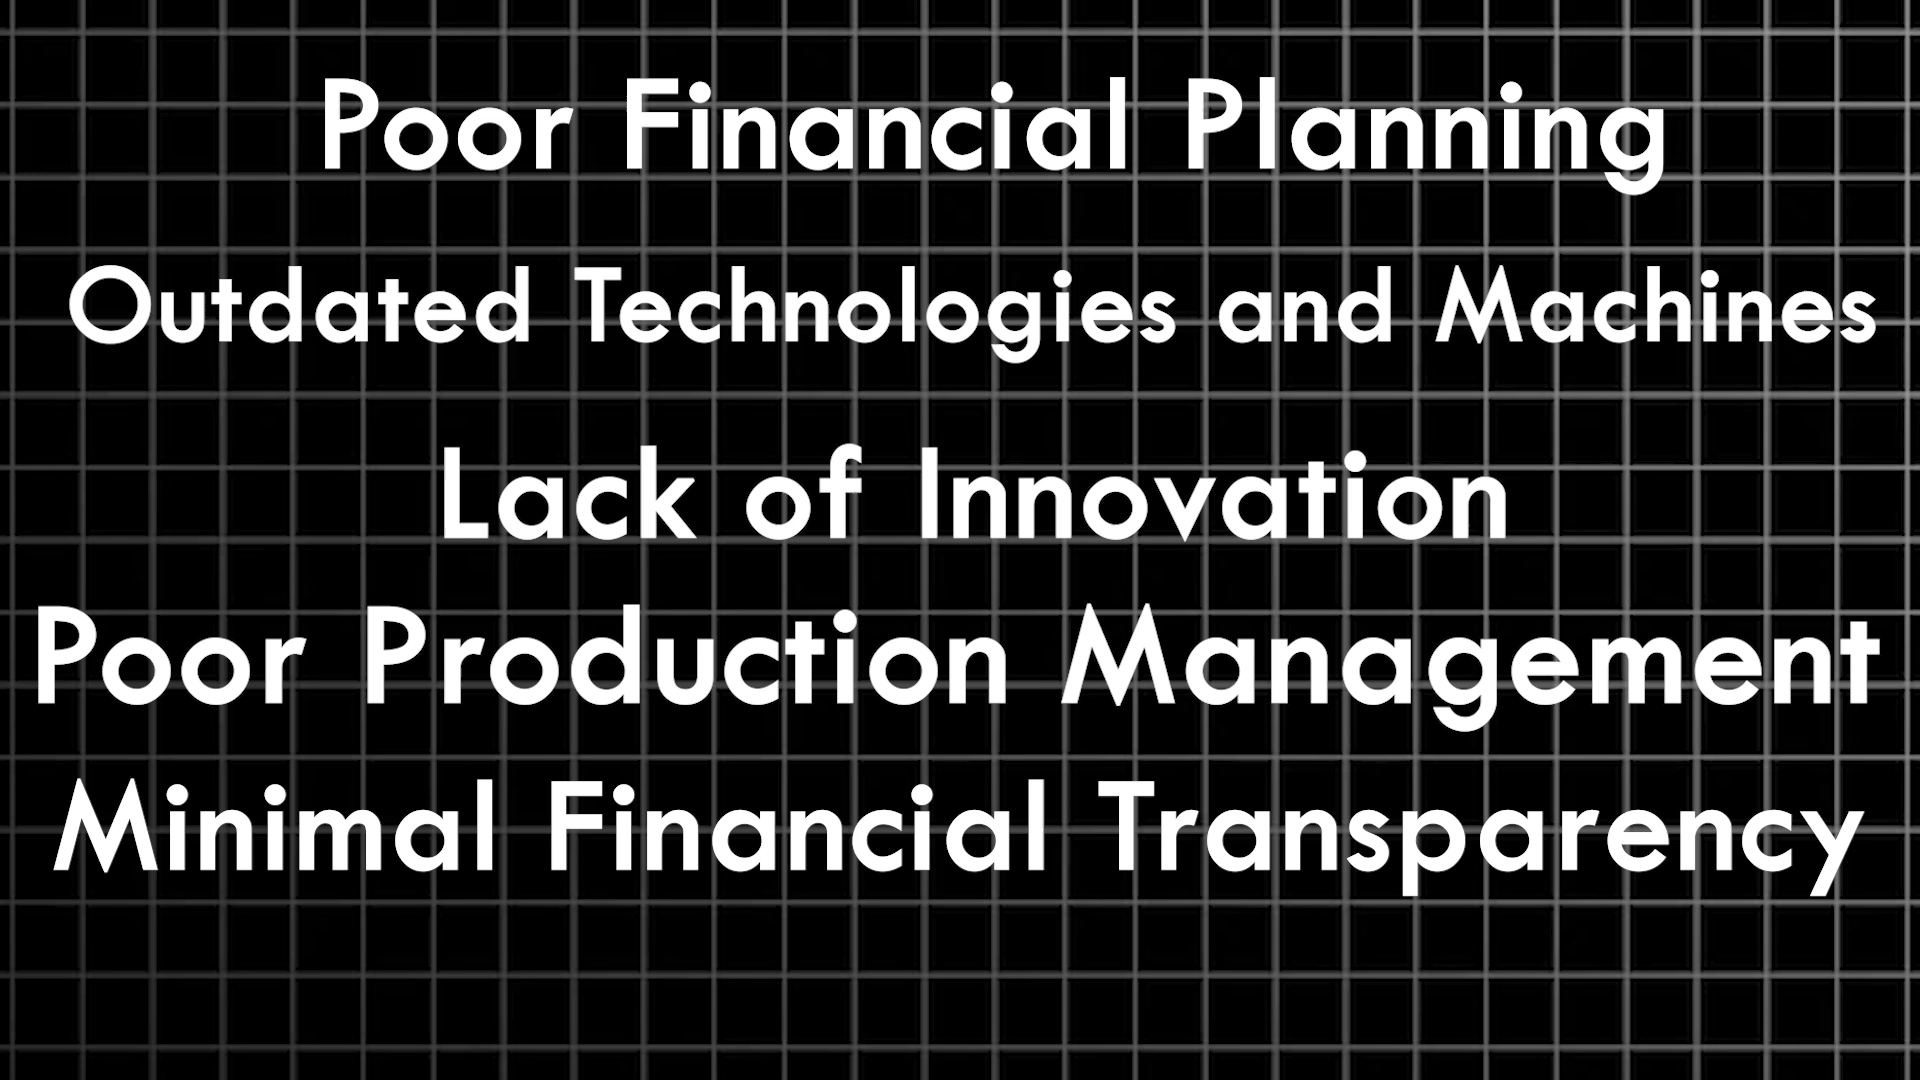 Poor Financial Planning
Outdated Technologies and Machines
Lack of Innovation
Poor Production Management
Minimal Financial Transparency